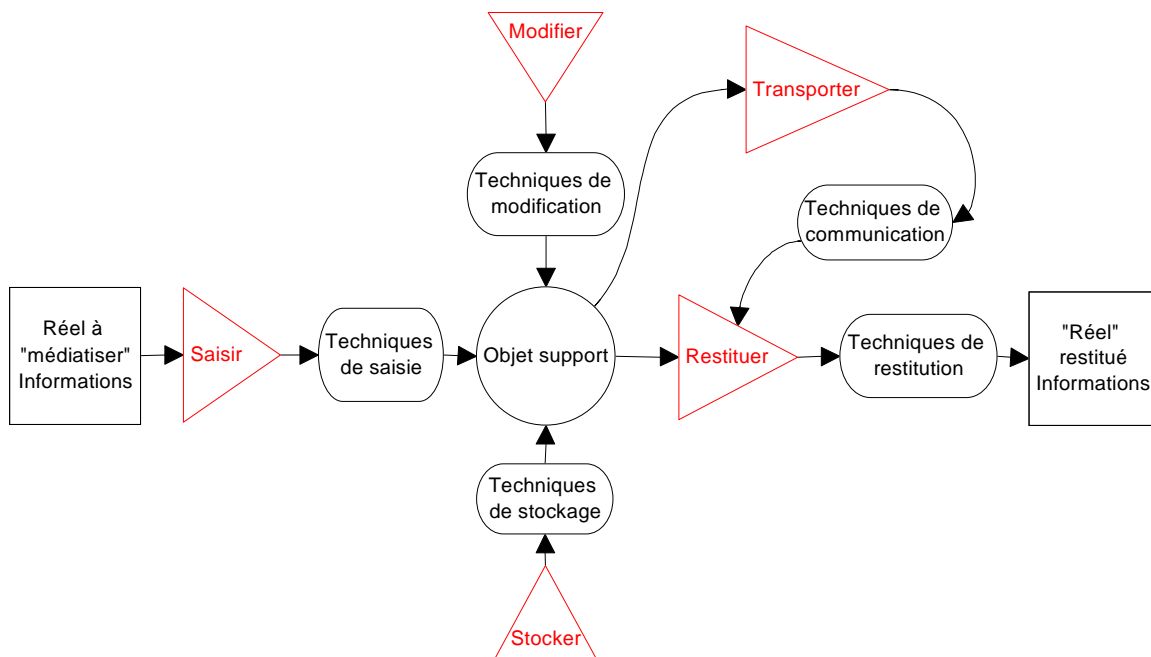 Modifier
Transporter
Techniques de
modification
Techniques de
communication
Réel à
"médiatiser"
Informations
Saisir
Techniques
de saisie
Objet support
Restituer
Techniques de
restitution
"Réel"
restitué
Informations
Techniques
de stockage
Stocker